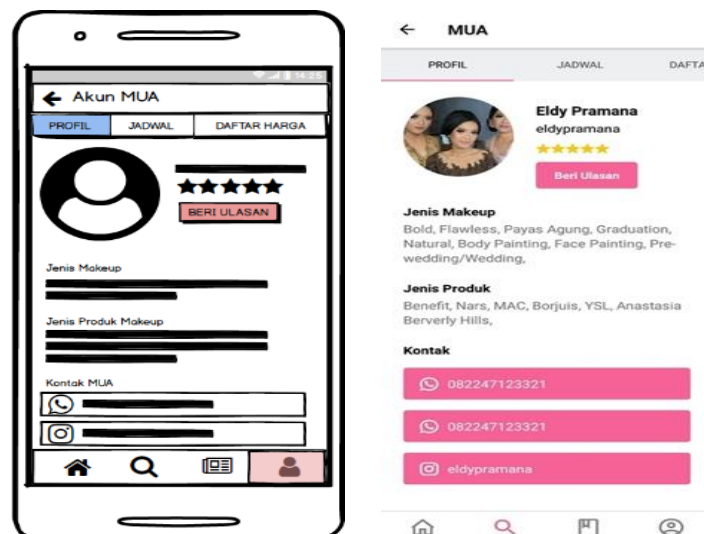 14:25
Akun MUA
PROFIL JADWAL DAFTAR HARGA
BERI ULASAN
Jenis Makeup
Jenis Produk Makeup
Kontak MUA
MUA
PROFIL JADWAL DAFTA
Eldy Pramana
eldypramana
Beri Ulasan
Jenis Makeup
Bold, Flawless, Payas Agung, Graduation,
Natural, Body Painting, Face Painting, Pre-
wedding/Wedding,
Jenis Produk
Benefit, Nars, MAC, Borjuis, YSL, Anastasia
Berverly Hills,
Kontak
082247123321
082247123321
eldypramana